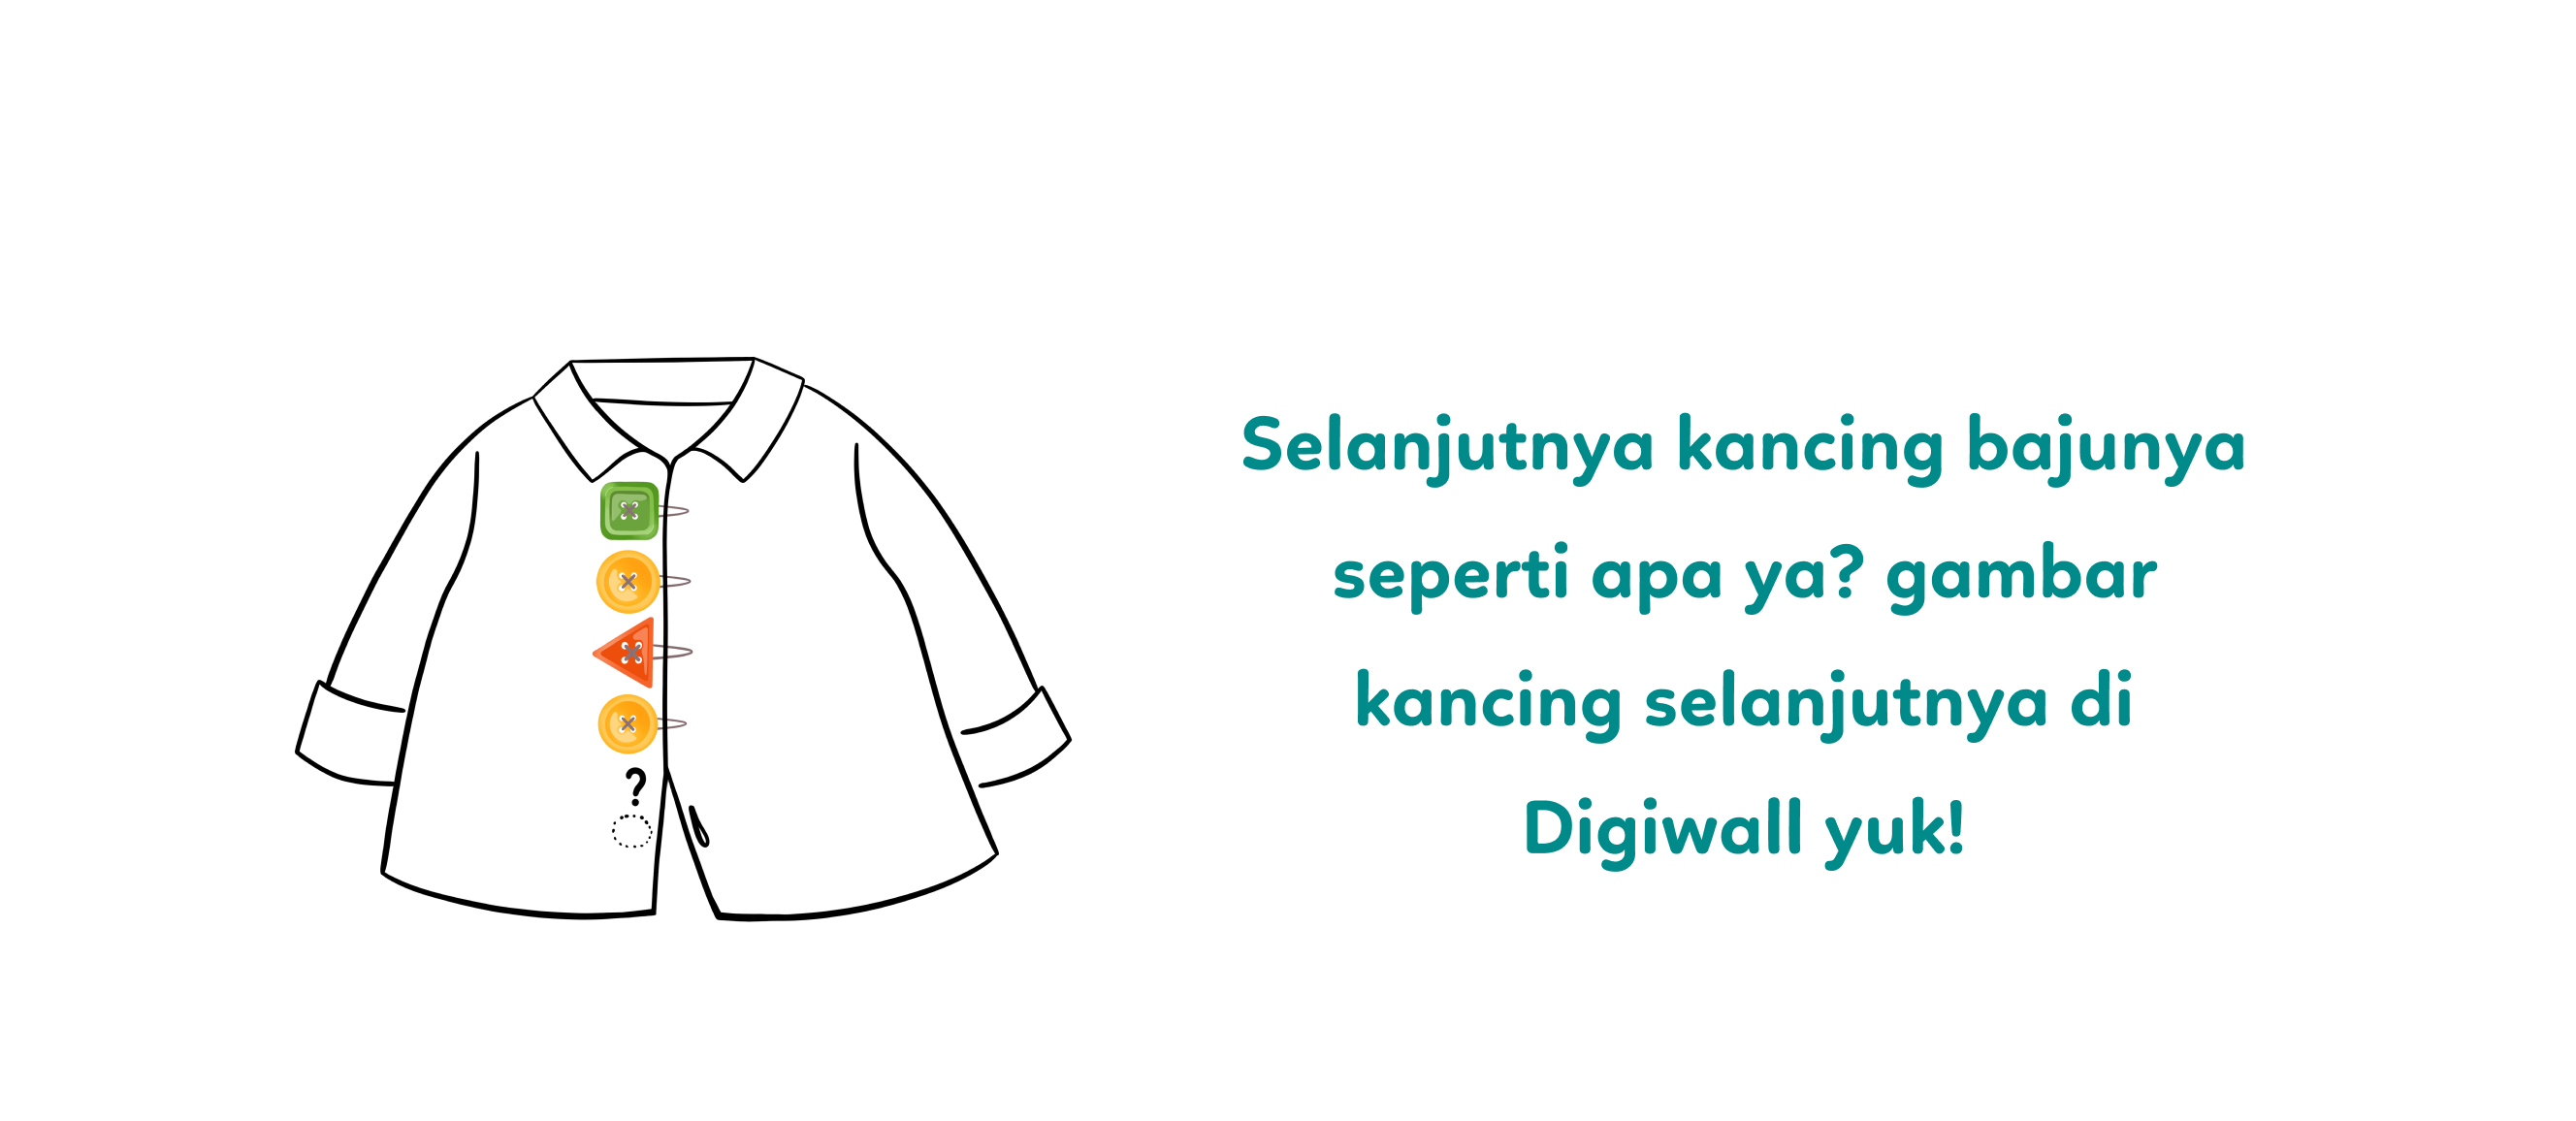 ?
Selanjutnya kancing bajunya
seperti apa ya? gambar
kancing selanjutnya di
Digiwall yuk!